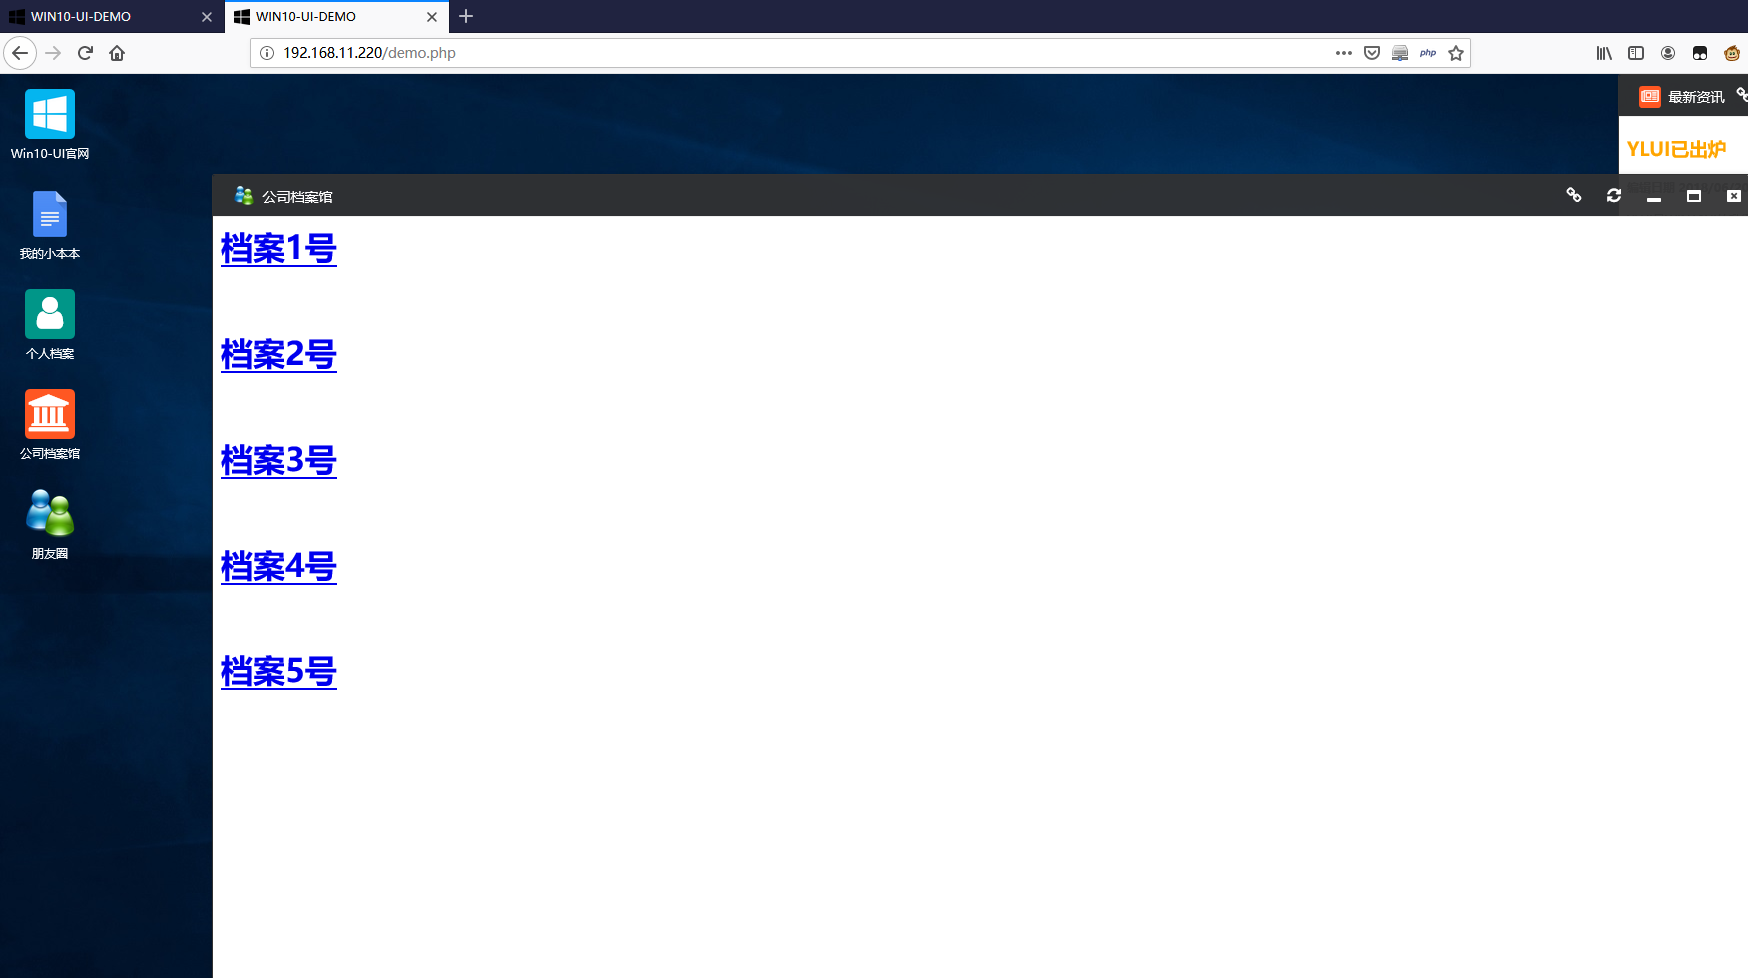 WIN10-UI-DEMO
WIN10-UI-DEMO
192.168.11.220/demo.php
php
Win10-UI官网
我的小本本
个人档案
公司档案馆
朋友圈
最新资讯
YLUI已出炉
公司档案馆
档案1号
档案2号
档案3号
档案4号
档案5号